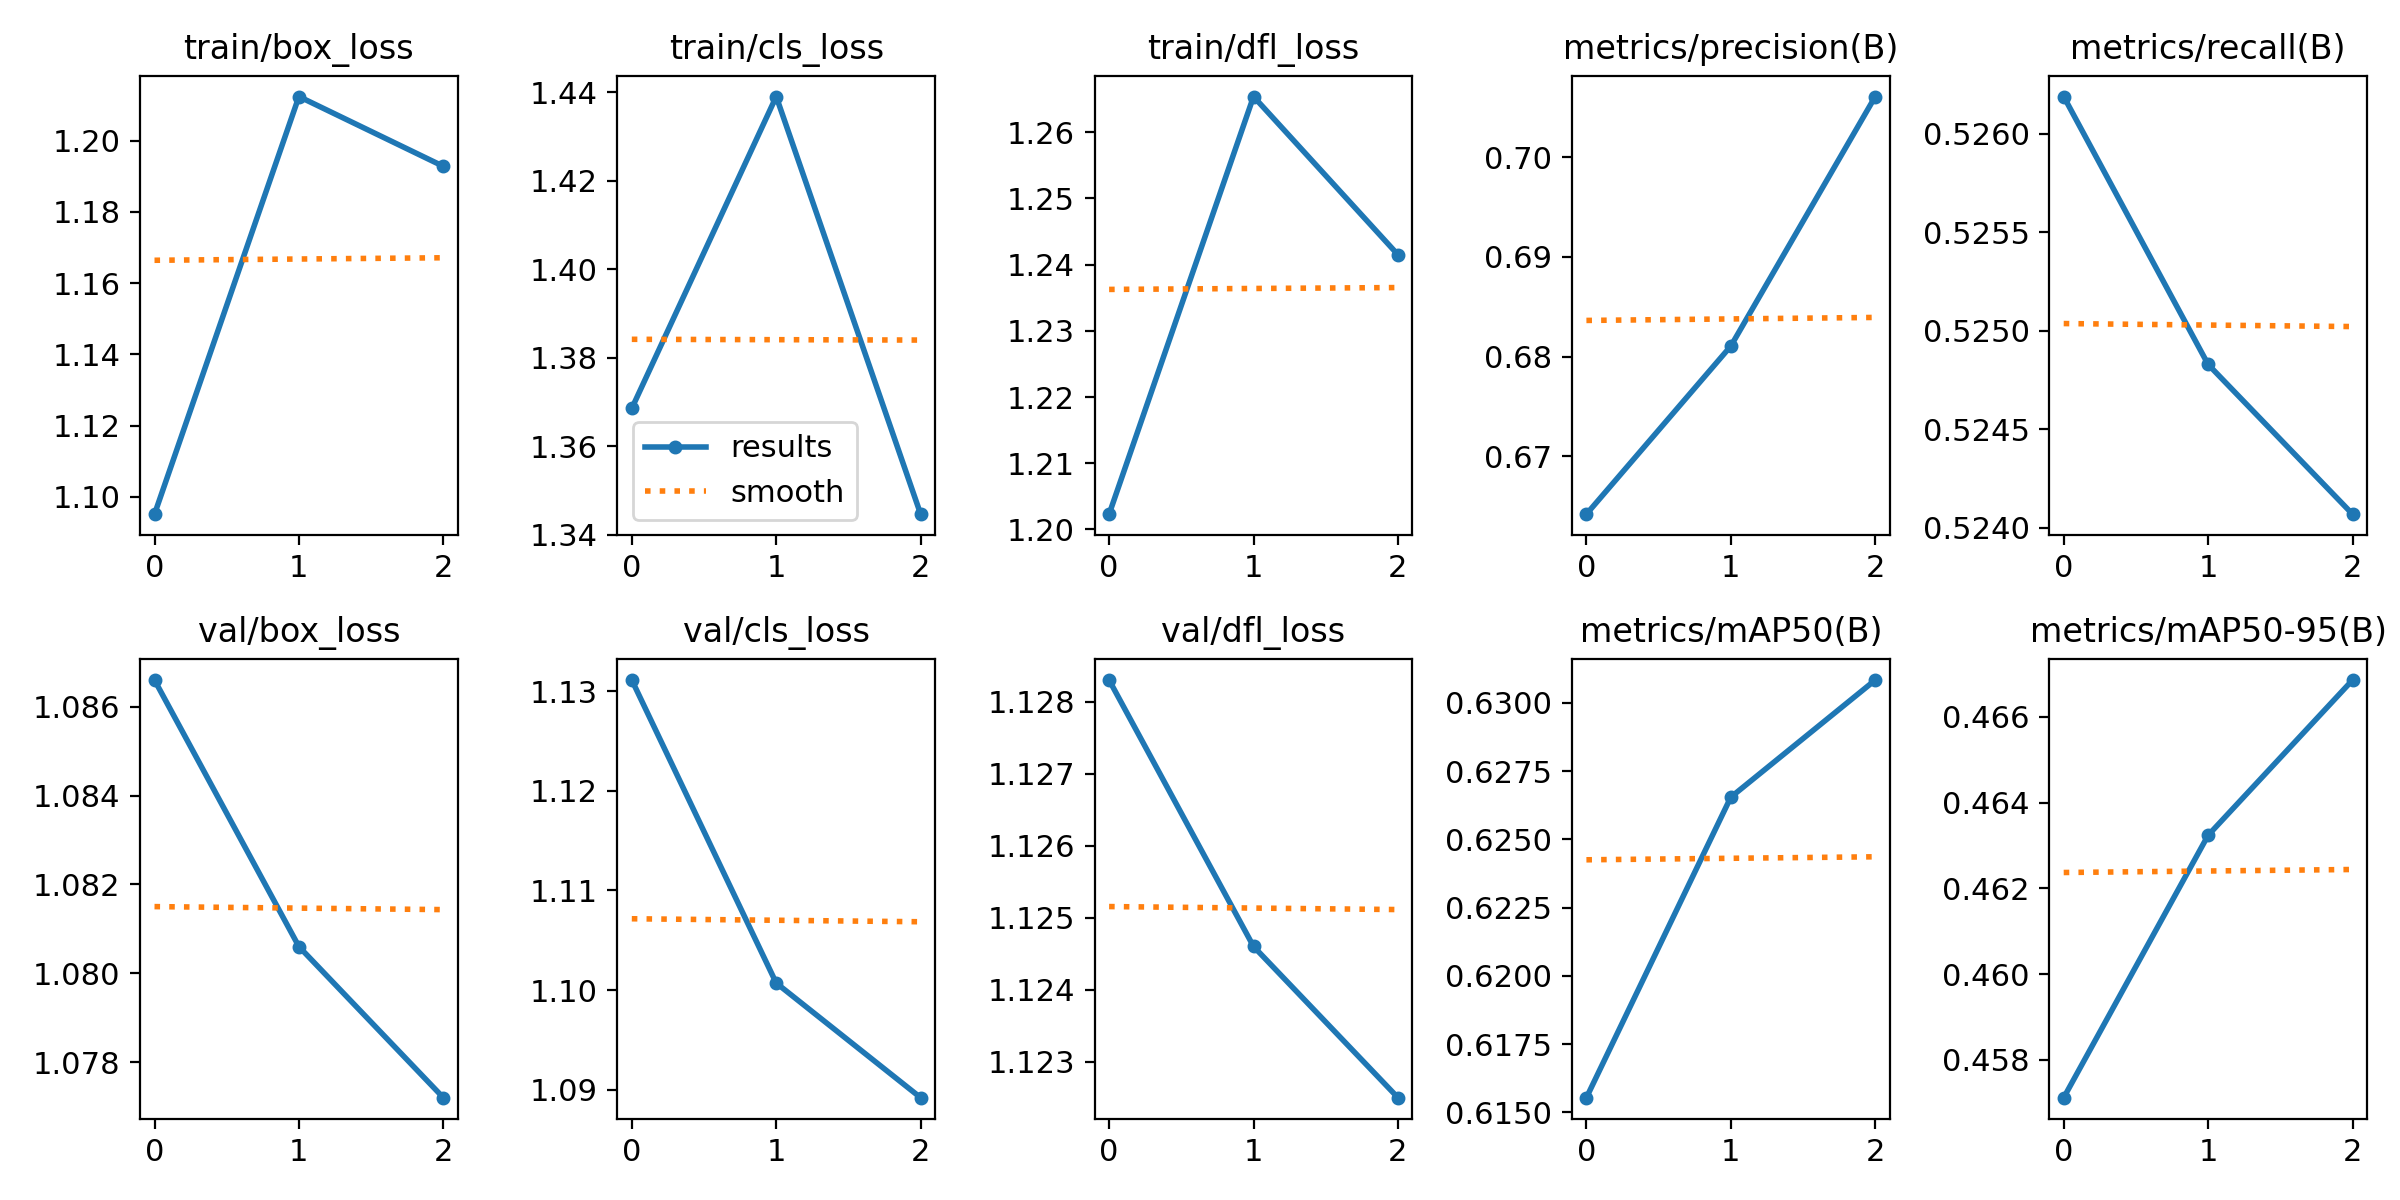 train/box_loss
1.20
1.18
1.16
1.14
1.12
1.10
0 1 2
train/cls_loss
1.44
1.42
1.40
1.38
1.36
1.34
results
smooth
0 1 2
train/dfl_loss
1.26
1.25
1.24
1.23
1.22
1.21
1.20
0 1 2
metrics/precision(B)
0.70
0.69
0.68
0.67
0 1 2
metrics/recall(B)
0.5260
0.5255
0.5250
0.5245
0.5240
0 1 2
val/box_loss
1.086
1.084
1.082
1.080
1.078
0 1 2
val/cls_loss
1.13
1.12
1.11
1.10
1.09
0 1 2
val/dfl_loss
1.128
1.127
1.126
1.125
1.124
1.123
0 1 2
metrics/mAP50(B)
0.6300
0.6275
0.6250
0.6225
0.6200
0.6175
0.6150
0 1 2
metrics/mAP50-95(B)
0.466
0.464
0.462
0.460
0.458
0 1 2